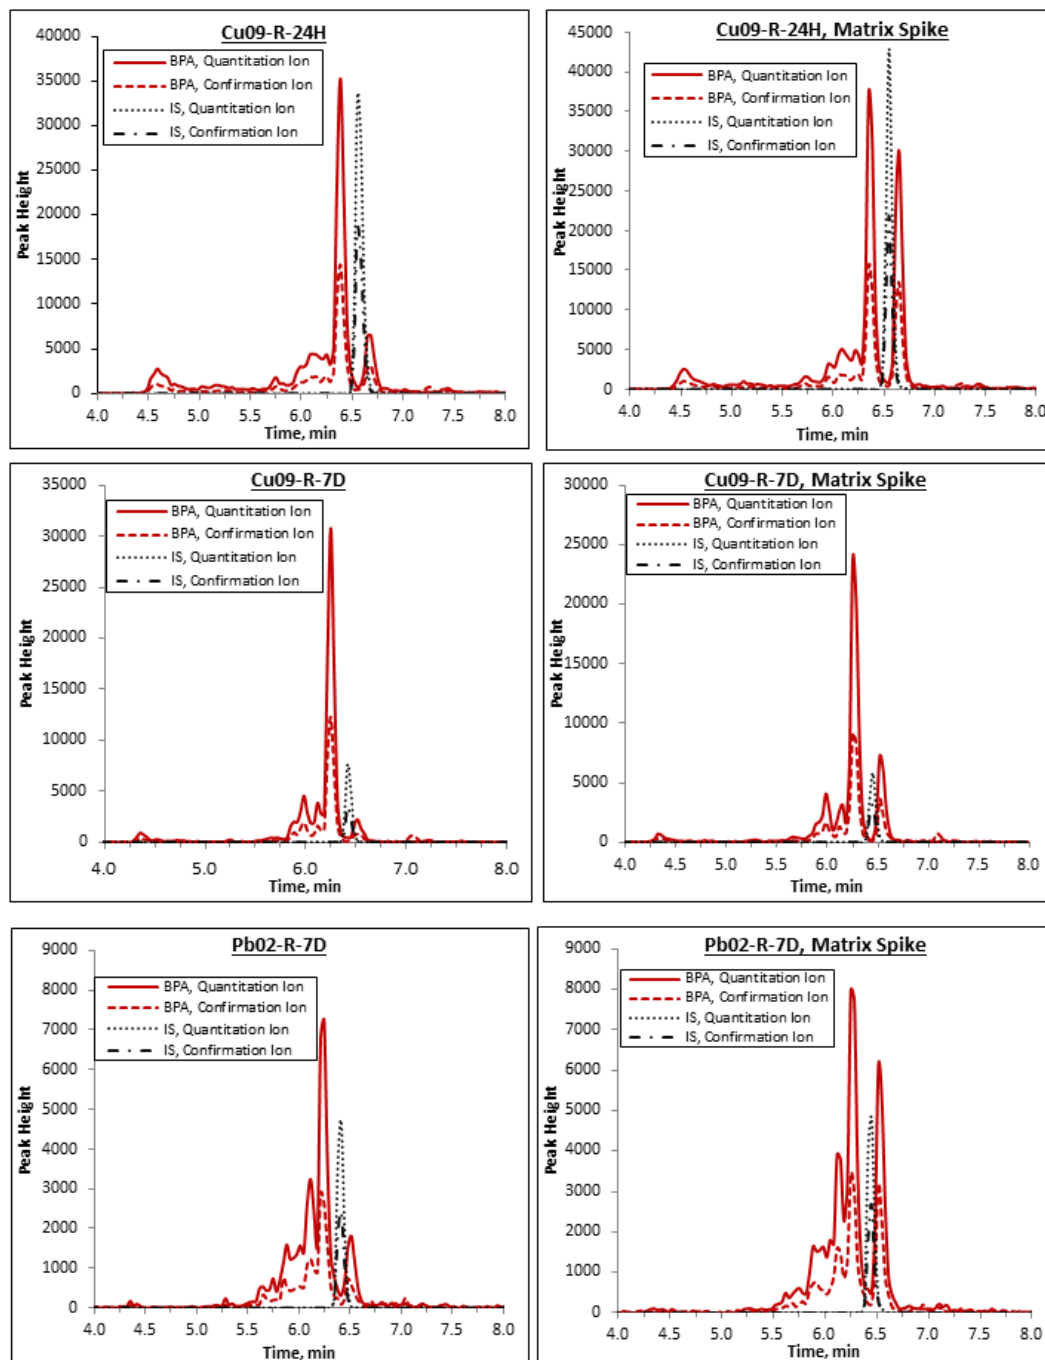 Cu09-R-24H
BPA, Quantitation Ion
BPA, Confirmation Ion
IS, Quantitation Ion
IS, Confirmation Ion
Peak Height
40000
35000
30000
25000
20000
15000
10000
5000
0
4.0 4.5 5.0 5.5 6.0 6.5 7.0 7.5 8.0
Time, min
Cu09-R-24H, Matrix Spike
BPA, Quantitation Ion
BPA, Confirmation Ion
IS, Quantitation Ion
IS, Confirmation Ion
Peak Height
45000
40000
35000
30000
25000
20000
15000
10000
5000
0
4.0 4.5 5.0 5.5 6.0 6.5 7.0 7.5 8.0
Time, min
Cu09-R-7D
BPA, Quantitation Ion
BPA, Confirmation Ion
IS, Quantitation Ion
IS, Confirmation Ion
Peak Height
35000
30000
25000
20000
15000
10000
5000
0
4.0 5.0 6.0 7.0 8.0
Time, min
Cu09-R-7D, Matrix Spike
BPA, Quantitation Ion
BPA, Confirmation Ion
IS, Quantitation Ion
IS, Confirmation Ion
Peak Height
30000
25000
20000
15000
10000
5000
0
4.0 4.5 5.0 5.5 6.0 6.5 7.0 7.5 8.0
Time, min
Pb02-R-7D
BPA, Quantitation Ion
BPA, Confirmation Ion
IS, Quantitation Ion
IS, Confirmation Ion
Peak Height
9000
8000
7000
6000
5000
4000
3000
2000
1000
0
4.0 4.5 5.0 5.5 6.0 6.5 7.0 7.5 8.0
Time, min
Pb02-R-7D, Matrix Spike
BPA, Quantitation Ion
BPA, Confirmation Ion
IS, Quantitation Ion
IS, Confirmation Ion
Peak Height
9000
8000
7000
6000
5000
4000
3000
2000
1000
0
4.0 4.5 5.0 5.5 6.0 6.5 7.0 7.5 8.0
Time, min